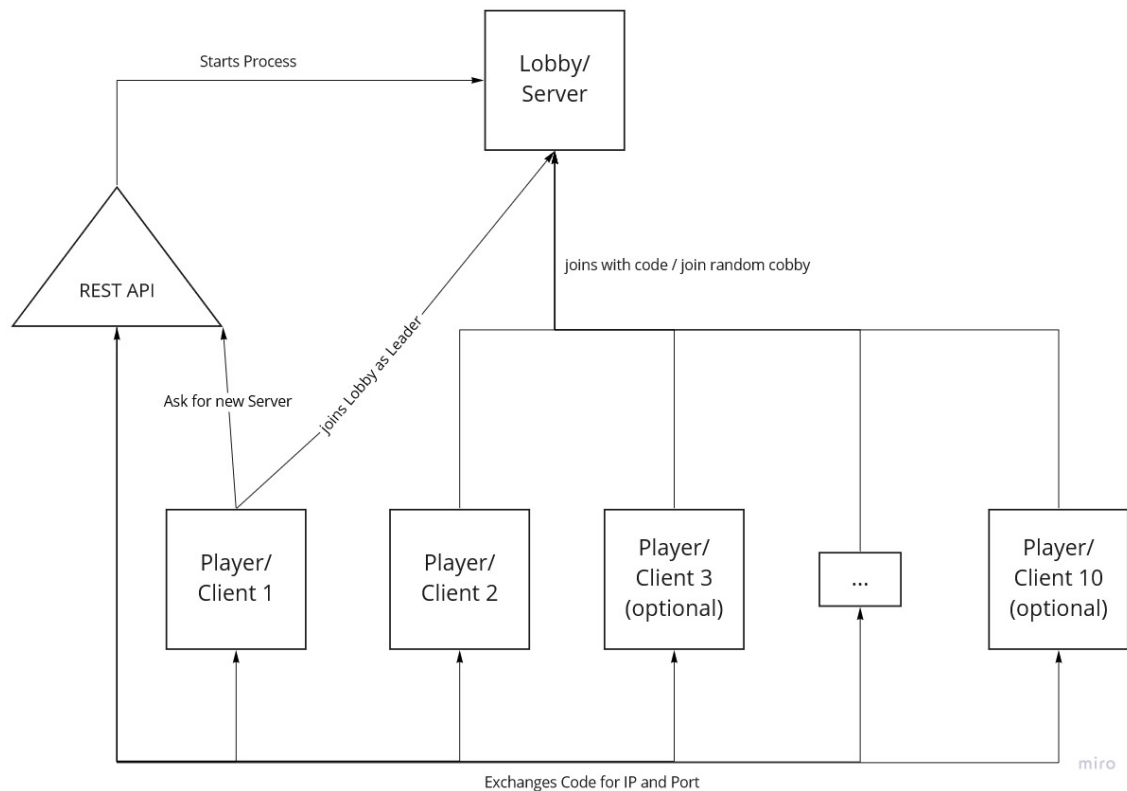 Starts Process
Lobby/
Server
REST API
joins with code / join random cobby
joins Lobby as Leader
Ask for new Server
Player/
Client 1
Player/
Client 2
Player/
Client 3
(optional)
...
Player/
Client 10
(optional)
Exchanges Code for IP and Port
miro